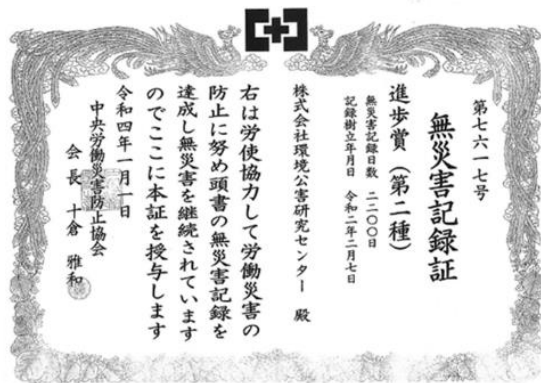 第七六一七号
無災害記録証
進歩賞（第二種）
無災害記録日数　二二〇〇日
記録樹立年月日　令和二年二月七日
株式会社環境公害研究センター　殿
右は労使協力して労働災害の
防止に努め頭書の無災害記録を
達成し無災害を継続されています
のでここに本証を授与します
令和四年一月一日
中央労働災害防止協会
会長　十倉　雅和